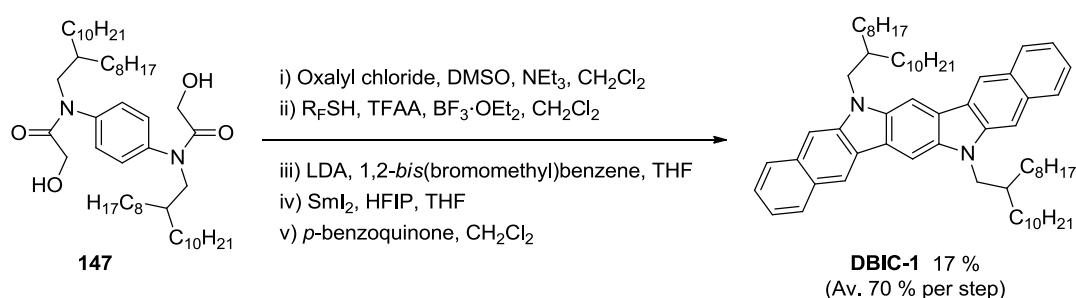 C₁₀H₂₁
C₈H₁₇
OH
N
O
O
N
OH
H₁₇C₈
C₁₀H₂₁
147
i) Oxalyl chloride, DMSO, NEt₃, CH₂Cl₂
ii) R_FSH, TFAA, BF₃·OEt₂, CH₂Cl₂
iii) LDA, 1,2-bis(bromomethyl)benzene, THF
iv) SmI₂, HFIP, THF
v) p-benzoquinone, CH₂Cl₂
C₈H₁₇
C₁₀H₂₁
N
N
C₈H₁₇
C₁₀H₂₁
DBIC-1 17 %
(Av. 70 % per step)